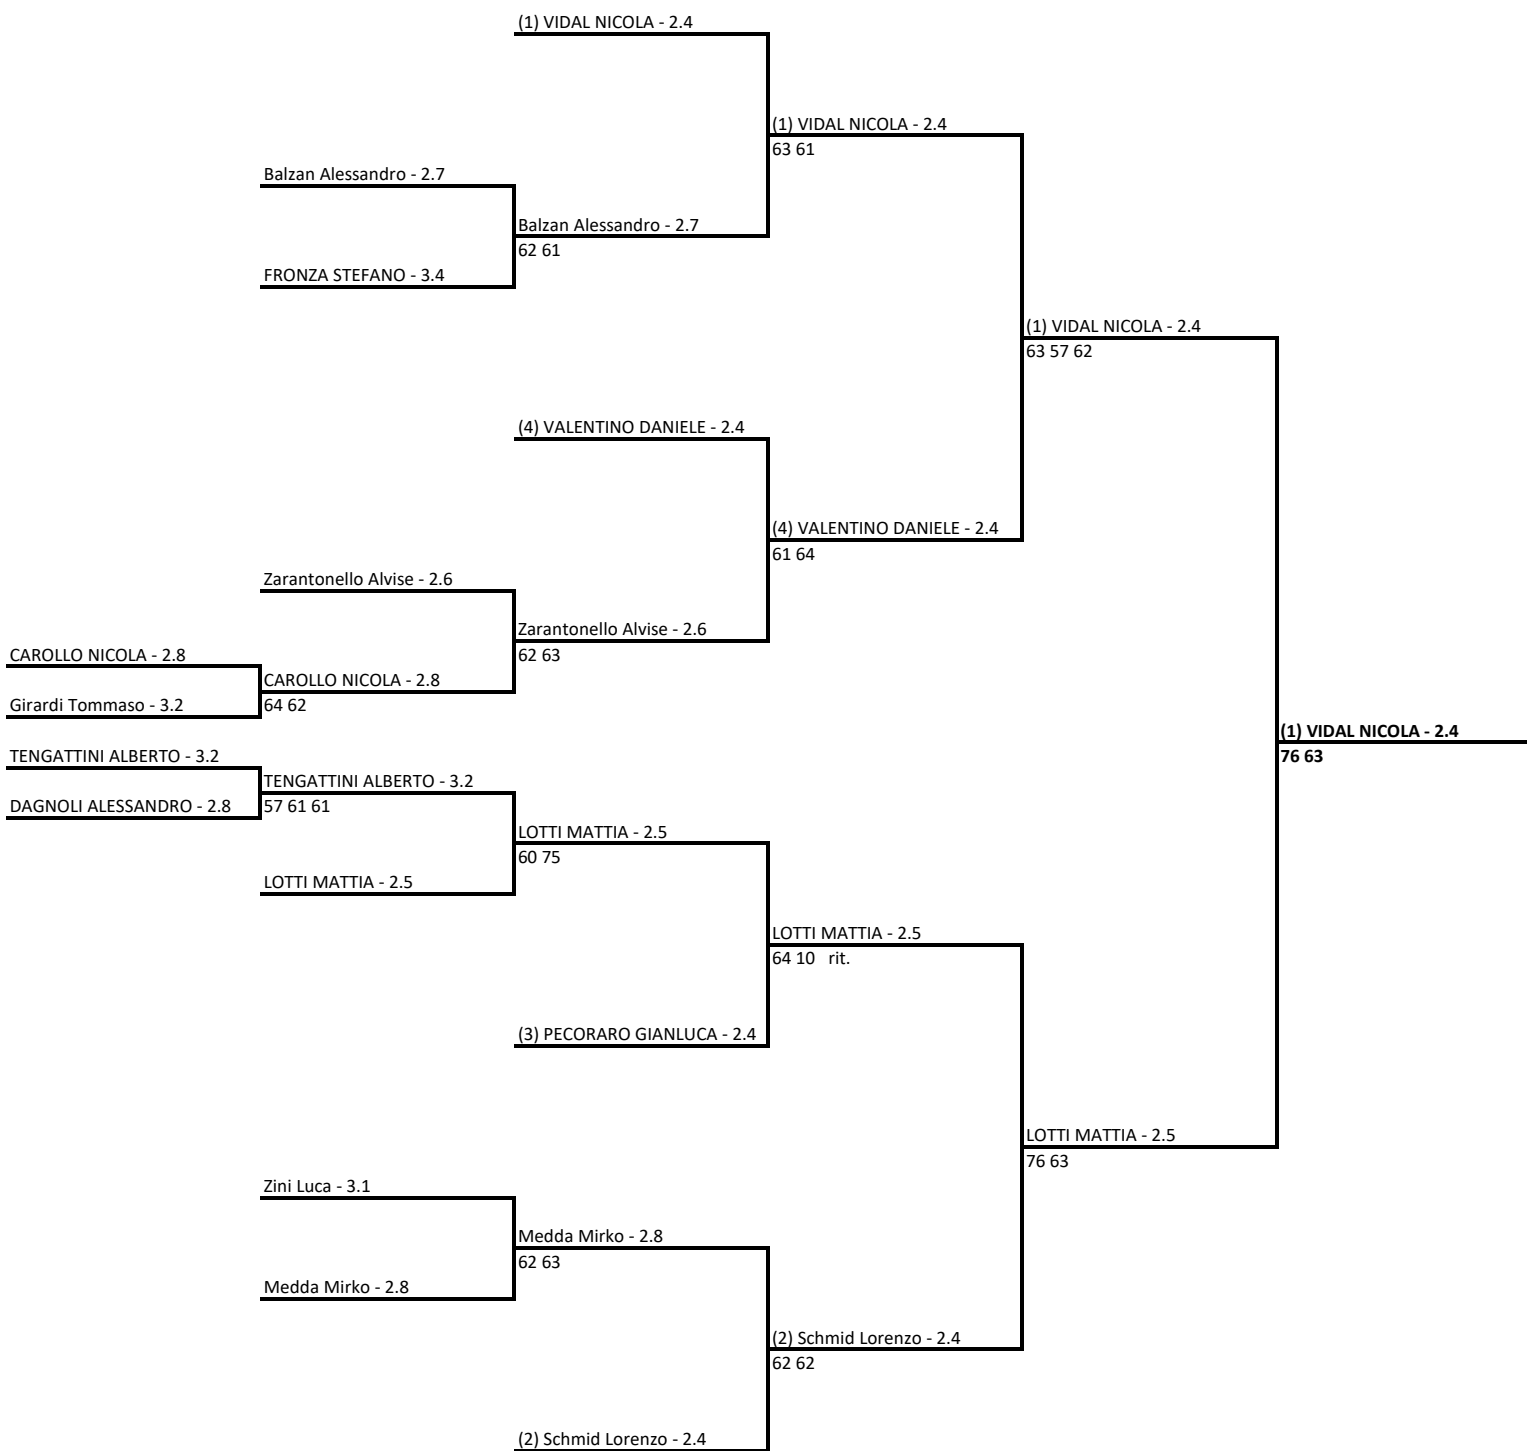 (1) VIDAL NICOLA - 2.4
(1) VIDAL NICOLA - 2.4
63 61
Balzan Alessandro - 2.7
Balzan Alessandro - 2.7
62 61
FRONZA STEFANO - 3.4
(1) VIDAL NICOLA - 2.4
63 57 62
(4) VALENTINO DANIELE - 2.4
(4) VALENTINO DANIELE - 2.4
61 64
Zarantonello Alvise - 2.6
Zarantonello Alvise - 2.6
62 63
CAROLLO NICOLA - 2.8
CAROLLO NICOLA - 2.8
Girardi Tommaso - 3.2
64 62
(1) VIDAL NICOLA - 2.4
76 63
TENGATTINI ALBERTO - 3.2
TENGATTINI ALBERTO - 3.2
DAGNOLI ALESSANDRO - 2.8
57 61 61
LOTTI MATTIA - 2.5
60 75
LOTTI MATTIA - 2.5
LOTTI MATTIA - 2.5
64 10 rit.
(3) PECORARO GIANLUCA - 2.4
LOTTI MATTIA - 2.5
76 63
Zini Luca - 3.1
Medda Mirko - 2.8
62 63
Medda Mirko - 2.8
(2) Schmid Lorenzo - 2.4
62 62
(2) Schmid Lorenzo - 2.4